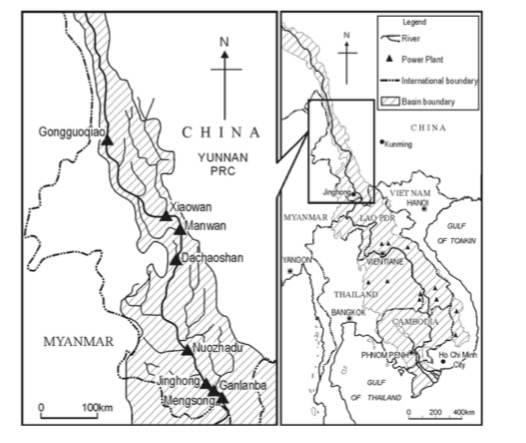 N
CHINA
YUNNAN
PRC
Gongguoqiao
Xiaowan
Manwan
Dachaoshan
MYANMAR
Nuozhadu
Jinghong
Ganlanba
Mengsong
0 100km
Legend
River
Power Plant
International boundary
Basin boundary
N
CHINA
Kunming
Jinghong
VIET NAM
HANOI
MYANMAR
LAO PDR
GULF
OF TONKIN
YANGON
VIENTIANE
THAILAND
BANGKOK
CAMBODIA
PHNOM PENH
Ho Chi Minh
City
GULF
OF THAILAND
0 200 400km